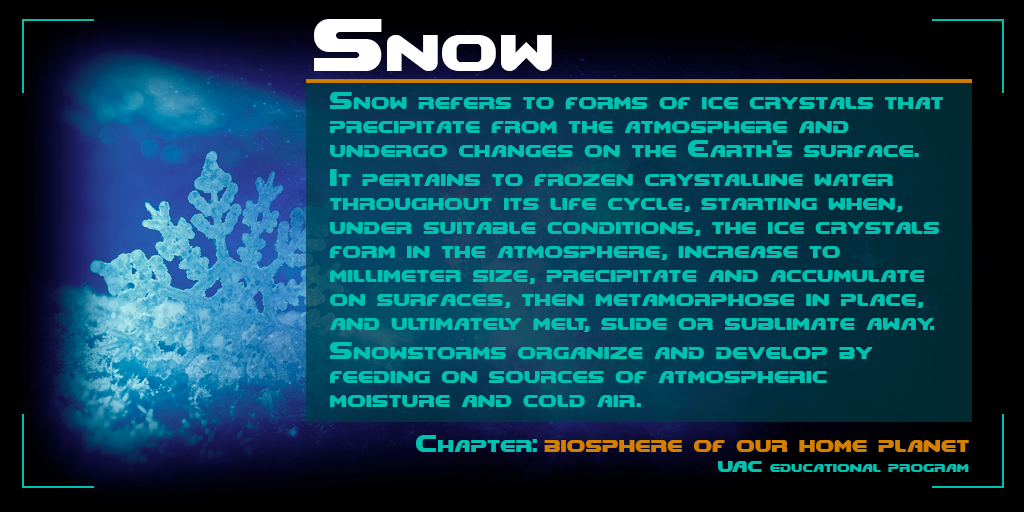 Snow
Snow refers to forms of ice crystals that
precipitate from the atmosphere and
undergo changes on the Earth's surface.
It pertains to frozen crystalline water
throughout its life cycle, starting when,
under suitable conditions, the ice crystals
form in the atmosphere, increase to
millimeter size, precipitate and accumulate
on surfaces, then metamorphose in place,
and ultimately melt, slide or sublimate away.
Snowstorms organize and develop by
feeding on sources of atmospheric
moisture and cold air.
Chapter: biosphere of our home planet
UAC educational program